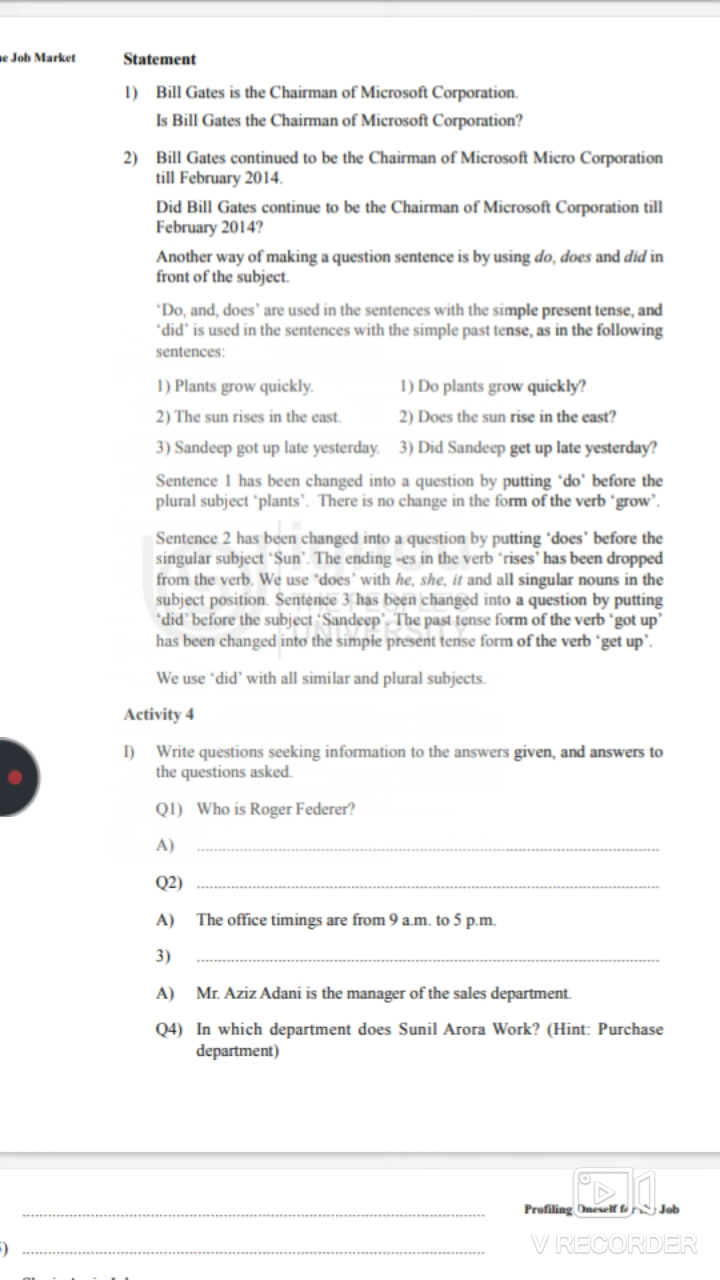 e Job Market
Statement
1) Bill Gates is the Chairman of Microsoft Corporation.
Is Bill Gates the Chairman of Microsoft Corporation?
2) Bill Gates continued to be the Chairman of Microsoft Micro Corporation
till February 2014.
Did Bill Gates continue to be the Chairman of Microsoft Corporation till
February 2014?
Another way of making a question sentence is by using do, does and did in
front of the subject.
'Do, and, does' are used in the sentences with the simple present tense, and
'did' is used in the sentences with the simple past tense, as in the following
sentences:
1) Plants grow quickly. 1) Do plants grow quickly?
2) The sun rises in the east. 2) Does the sun rise in the east?
3) Sandeep got up late yesterday. 3) Did Sandeep get up late yesterday?
Sentence 1 has been changed into a question by putting 'do' before the
plural subject 'plants'. There is no change in the form of the verb 'grow'.
Sentence 2 has been changed into a question by putting 'does' before the
singular subject 'Sun'. The ending -es in the verb 'rises' has been dropped
from the verb. We use 'does' with he, she, it and all singular nouns in the
subject position. Sentence 3 has been changed into a question by putting
'did' before the subject 'Sandeep'. The past tense form of the verb 'got up'
has been changed into the simple present tense form of the verb 'get up'.
We use 'did' with all similar and plural subjects.
Activity 4
I) Write questions seeking information to the answers given, and answers to
the questions asked.
Q1) Who is Roger Federer?
A)
Q2)
A) The office timings are from 9 a.m. to 5 p.m.
3)
A) Mr. Aziz Adani is the manager of the sales department.
Q4) In which department does Sunil Arora Work? (Hint: Purchase
department)
Profiling Oneself for the Job
V RECORDER